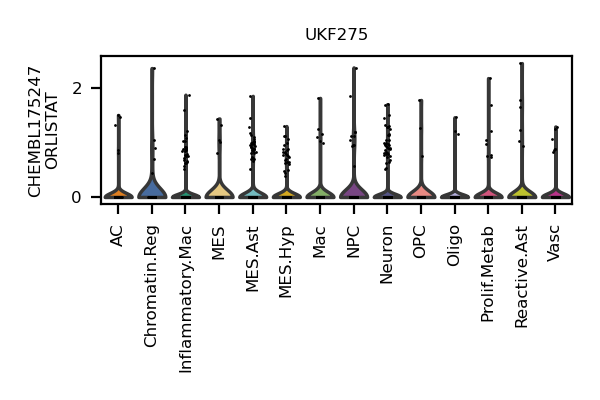 UKF275
CHEMBL175247
ORLISTAT
2
0
AC
Chromatin.Reg
Inflammatory.Mac
MES
MES.Ast
MES.Hyp
Mac
NPC
Neuron
OPC
Oligo
Prolif.Metab
Reactive.Ast
Vasc